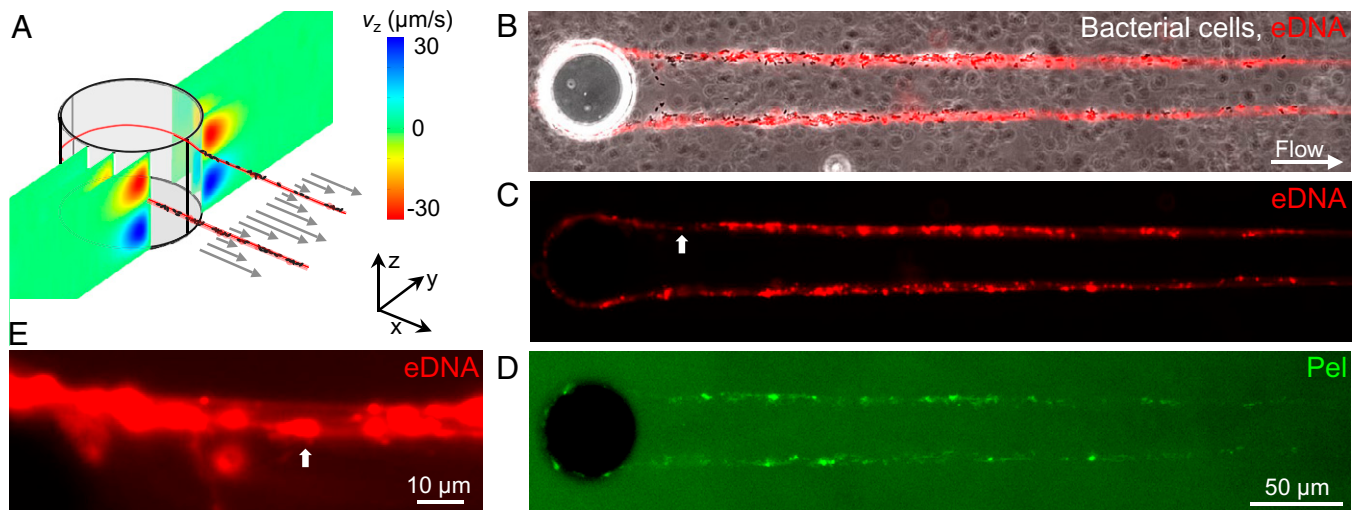 A
v_z (µm/s)
30
0
-30
z
y
x
B
Bacterial cells, eDNA
Flow
C
eDNA
E
eDNA
10 µm
D
Pel
50 µm